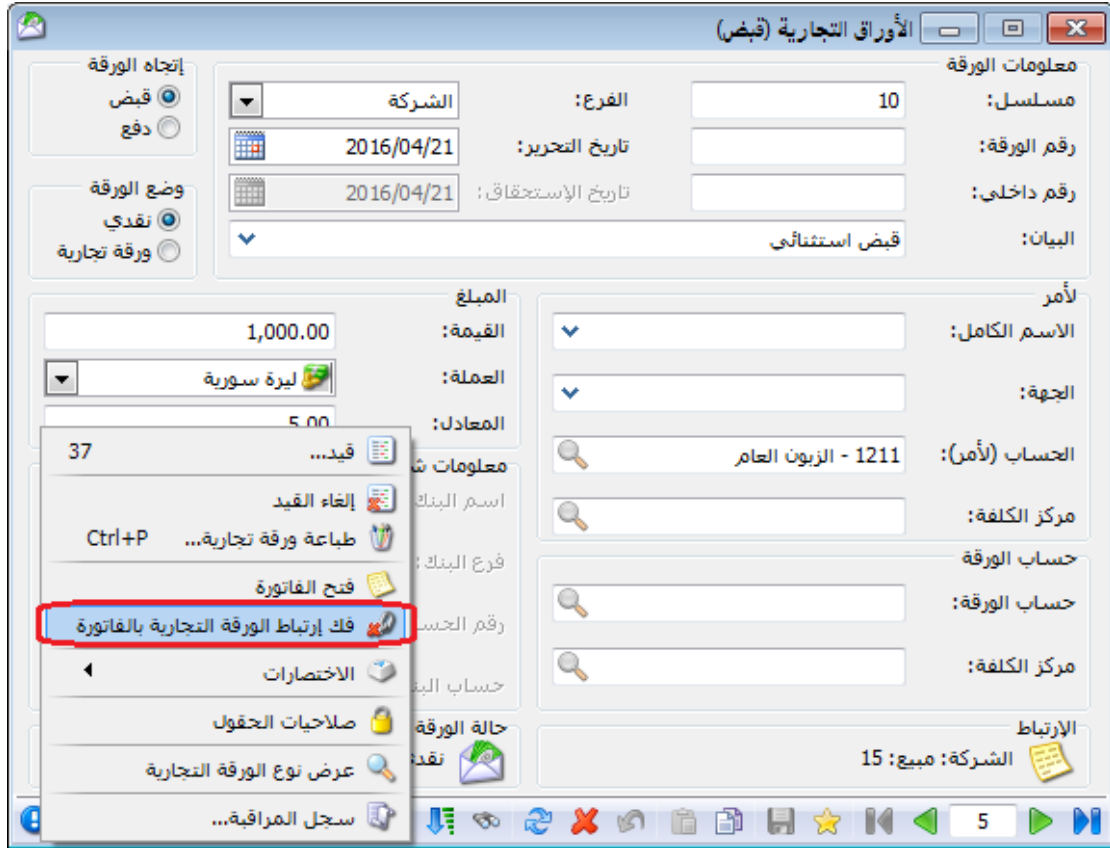 الأوراق التجارية (قبض)
معلومات الورقة
مسلسل: 10
الفرع: الشركة
رقم الورقة:
تاريخ التحرير: 2016/04/21
رقم داخلي:
تاريخ الإستحقاق: 2016/04/21
البيان: قبض استثنائي
إتجاه الورقة
قبض
دفع
وضع الورقة
نقدي
ورقة تجارية
لأمر
الاسم الكامل:
الجهة:
الحساب (لأمر): 1211 - الزبون العام
مركز الكلفة:
المبلغ
القيمة: 1,000.00
العملة: ليرة سورية
المعادل: 5.00
حساب الورقة
حساب الورقة:
مركز الكلفة:
اسم البنك
فرع البنك:
الإرتباط
الشركة: مبيع: 15
حالة الورقة
قيد... 37
إلغاء القيد
طباعة ورقة تجارية... Ctrl+P
فتح الفاتورة
فك إرتباط الورقة التجارية بالفاتورة
الاختصارات
صلاحيات الحقول
عرض نوع الورقة التجارية
سجل المراقبة...
5